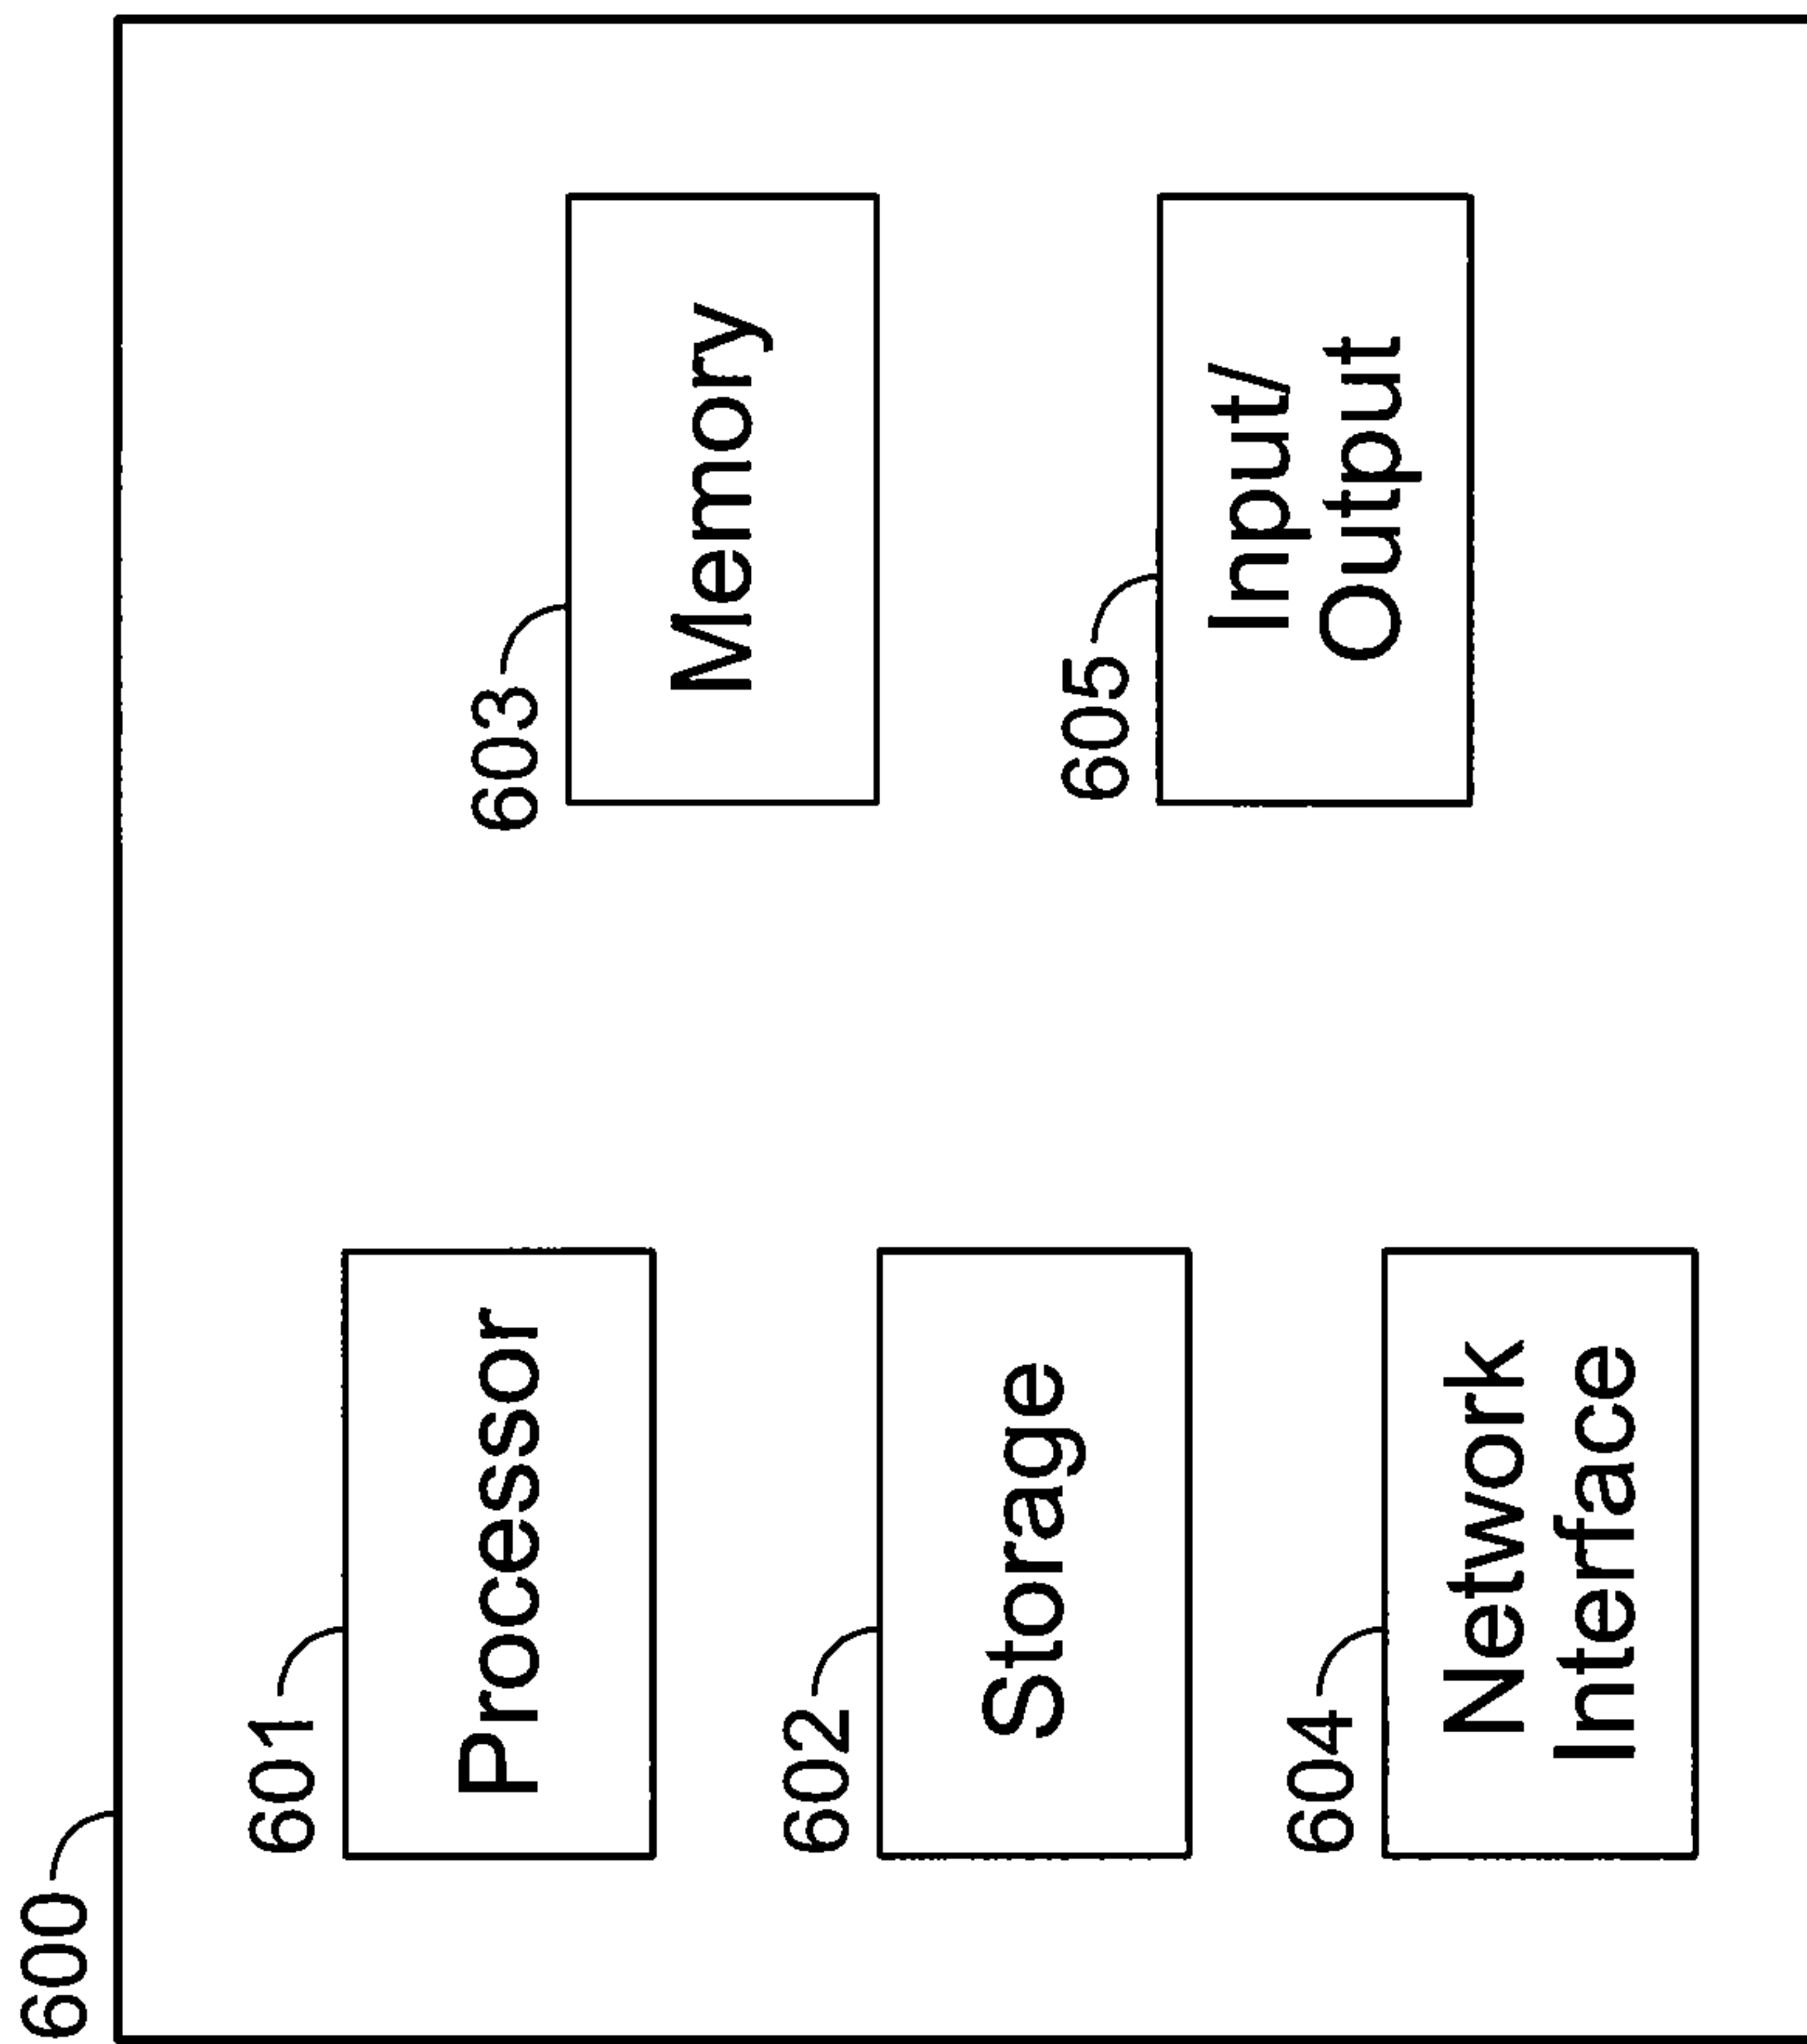 600
601
Processor
603
Memory
602
Storage
605
Input/
Output
604
Network
Interface